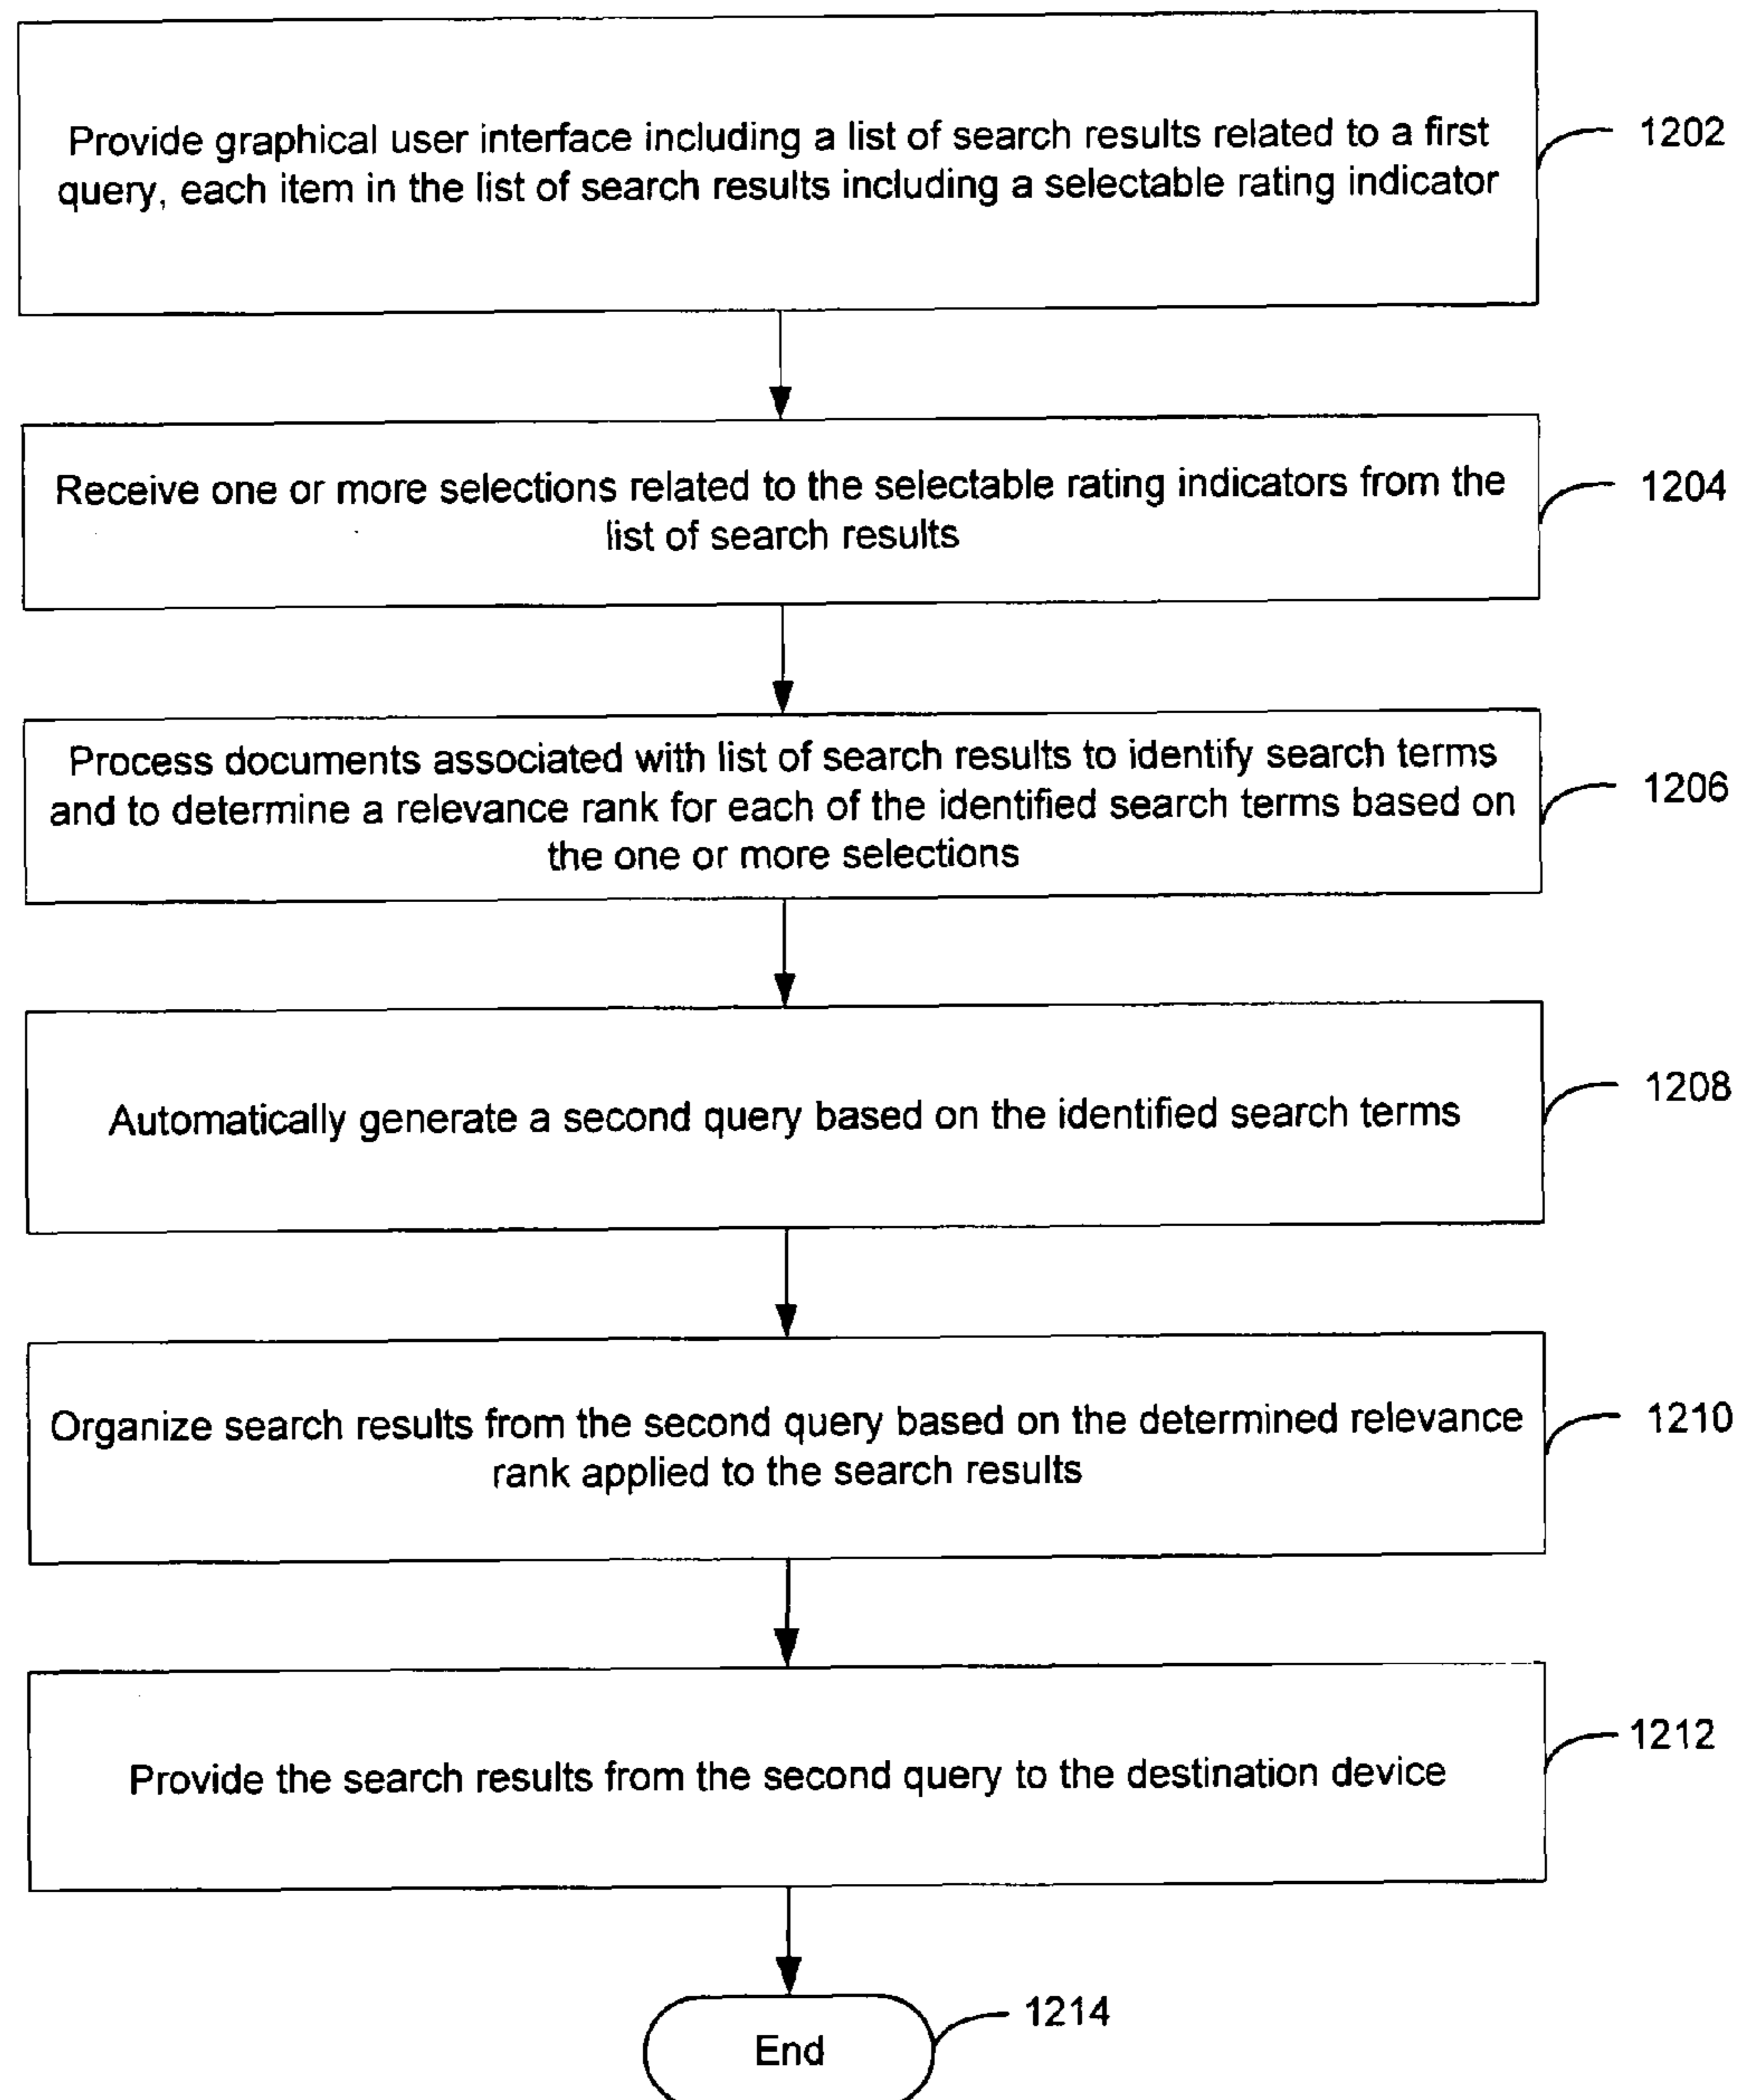 Provide graphical user interface including a list of search results related to a first
query, each item in the list of search results including a selectable rating indicator
1202
Receive one or more selections related to the selectable rating indicators from the
list of search results
1204
Process documents associated with list of search results to identify search terms
and to determine a relevance rank for each of the identified search terms based on
the one or more selections
1206
Automatically generate a second query based on the identified search terms
1208
Organize search results from the second query based on the determined relevance
rank applied to the search results
1210
Provide the search results from the second query to the destination device
1212
End
1214